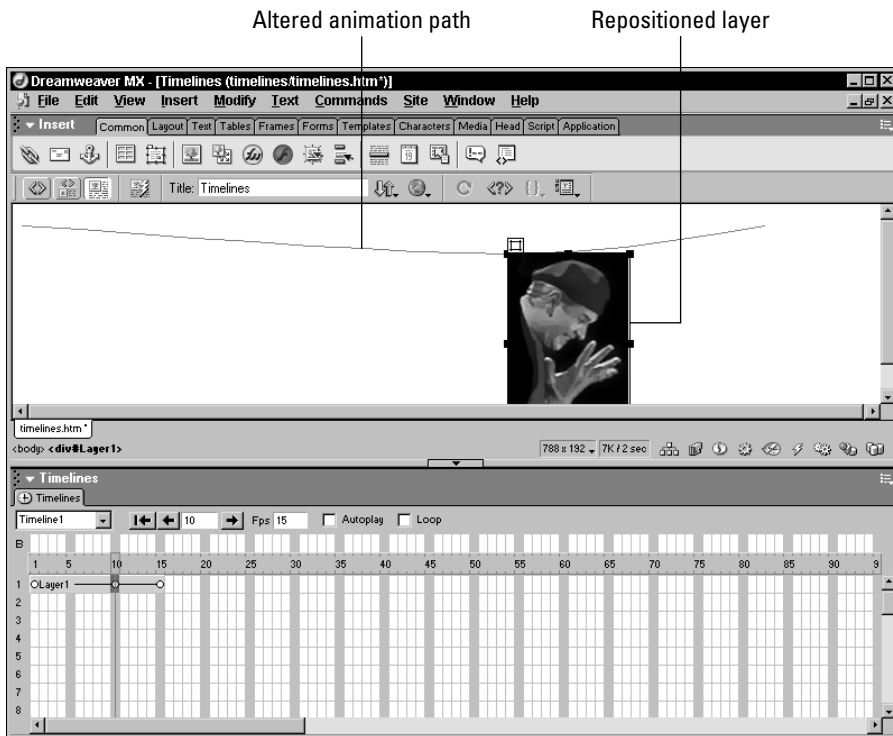 Altered animation path Repositioned layer
Dreamweaver MX - [Timelines (timelines/timelines.htm*)]
File Edit View Insert Modify Text Commands Site Window Help
Insert Common Layout Text Tables Frames Forms Templates Characters Media Head Script Application
Title: Timelines
timelines.htm*
<body> <div#Layer1> 788 x 192 7K / 2 sec
Timelines
Timelines
Timeline1 10 Fps 15 Autoplay Loop
B
1 5 10 15 20 25 30 35 40 45 50 55 60 65 70 75 80 85 90 9
1 Layer1
2
3
4
5
6
7
8